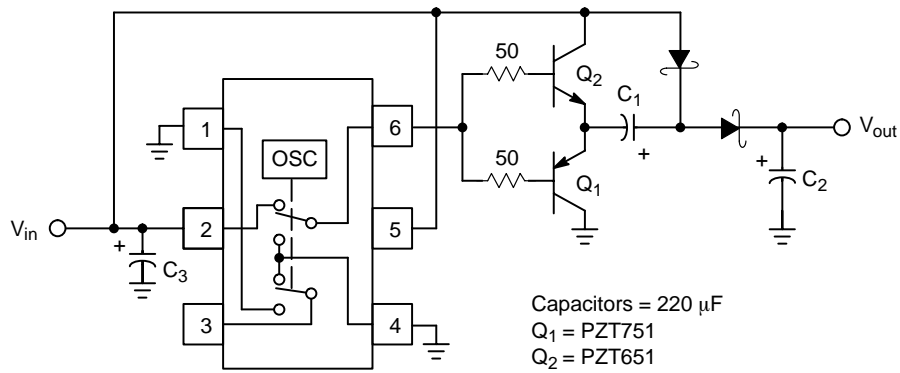 50
Q2
C1
Vout
1
6
OSC
50
Q1
C2
Vin
2
5
C3
3
4
Capacitors = 220 μF
Q1 = PZT751
Q2 = PZT651
+
+
+